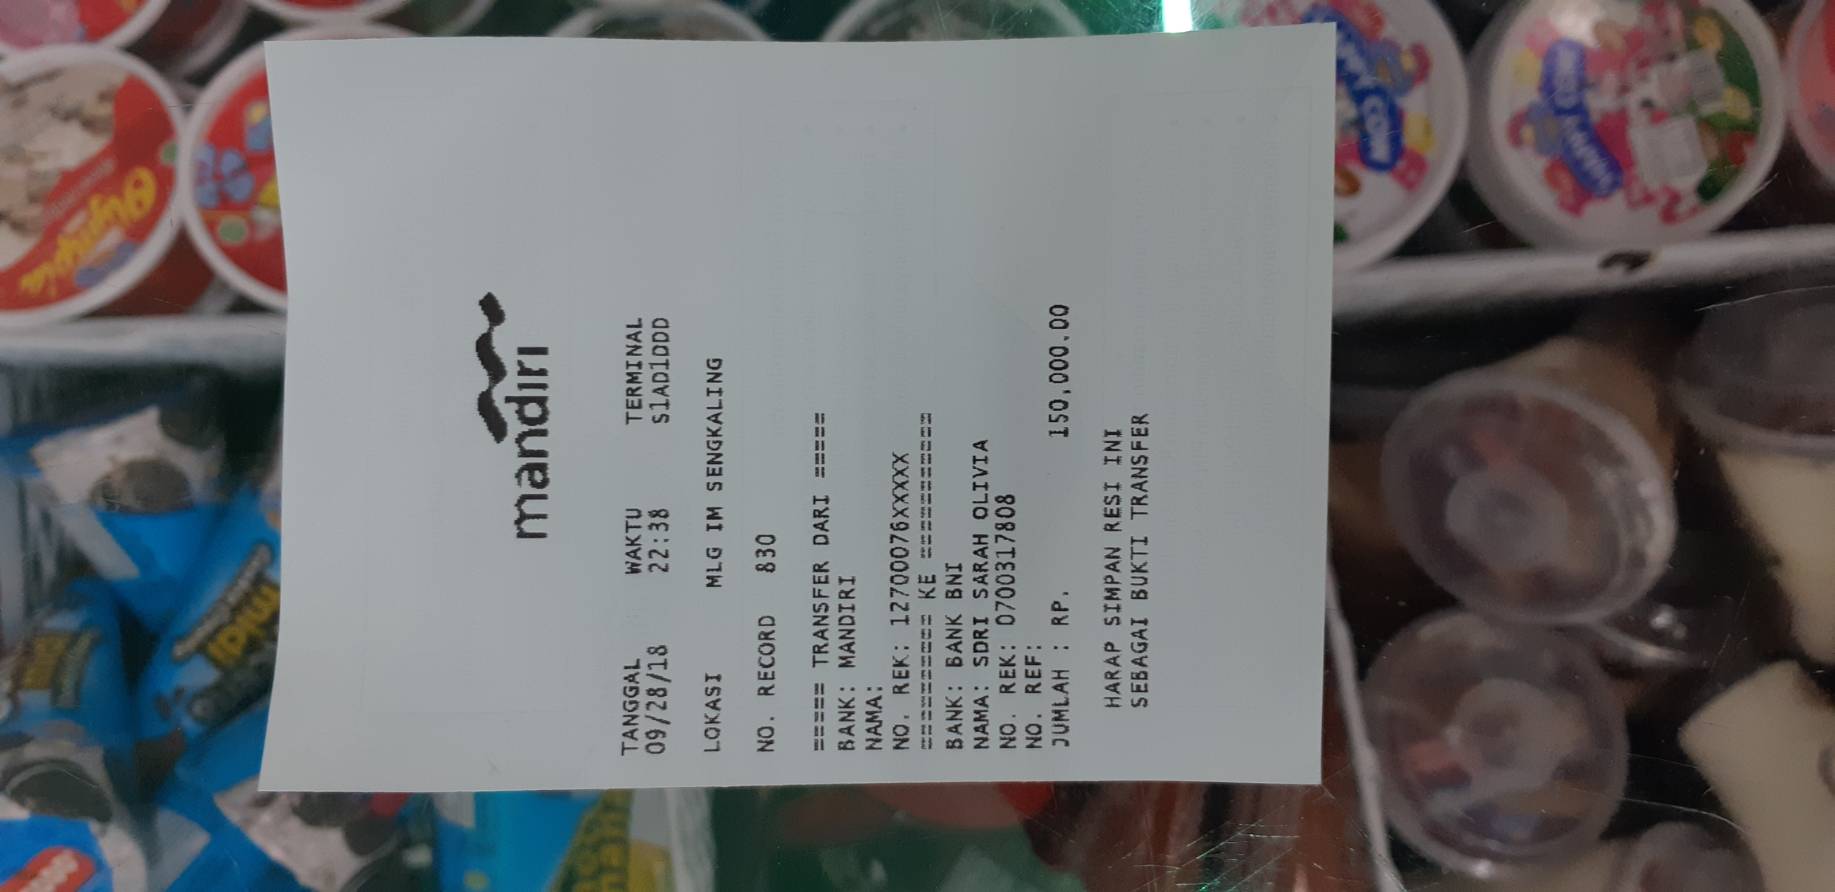 mandırı
TANGGAL WAKTU TERMINAL
09/28/18 22:38 S1AD1DDD
LOKASI MLG IM SENGKALING
NO. RECORD 830
===== TRANSFER DARI =====
BANK: MANDIRI
NAMA:
NO. REK: 127000076XXXXX
========== KE ===========
BANK: BANK BNI
NAMA: SDRI SARAH OLIVIA
NO. REK: 0700317808
NO. REF:
JUMLAH : RP. 150,000.00
HARAP SIMPAN RESI INI
SEBAGAI BUKTI TRANSFER